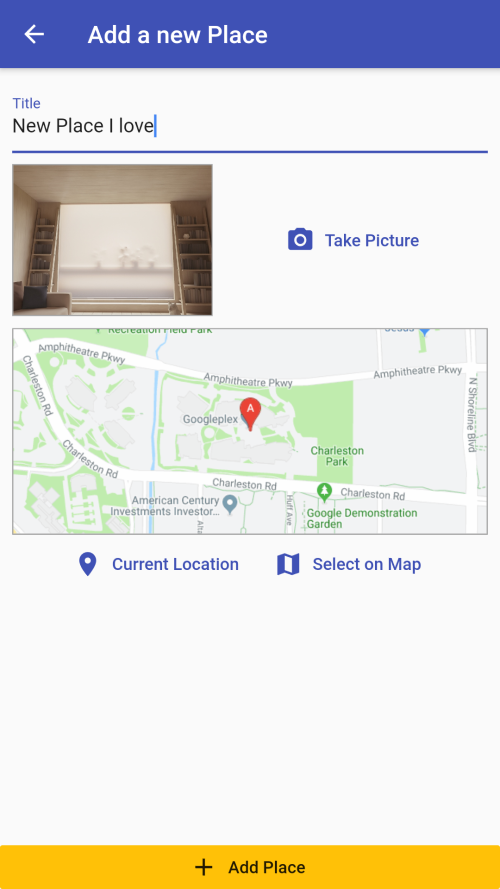 Add a new Place
Title
New Place I love
Take Picture
Recreation Field Park
Amphitheatre Pkwy
Amphitheatre Pkwy
Amphitheatre Pkwy
Charleston Rd
N Shoreline Blvd
A
Googleplex
Charleston
Park
Charleston Rd
Charleston Rd
Charleston Rd
American Century
Investments Investor...
Huff Ave
Google Demonstration
Garden
Current Location
Select on Map
Add Place